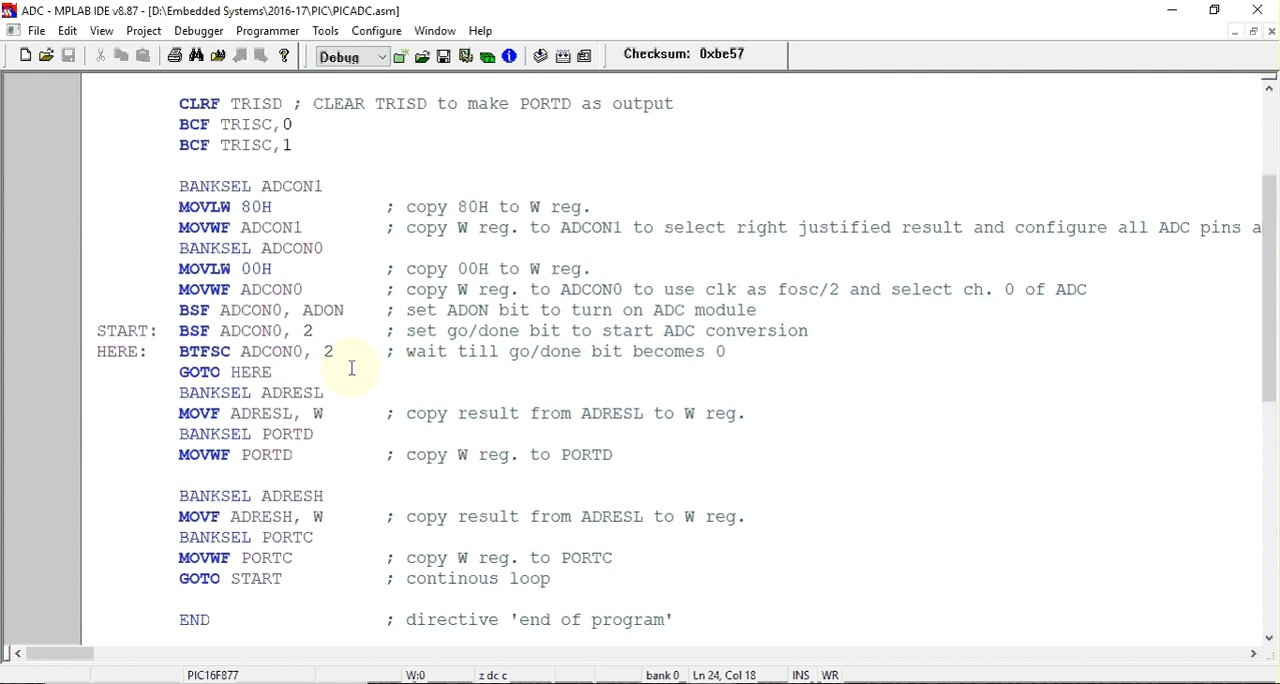 ADC - MPLAB IDE v8.87 - [D:\Embedded Systems\2016-17\PIC\PICADC.asm]
File Edit View Project Debugger Programmer Tools Configure Window Help
Debug Checksum: 0xbe57
CLRF TRISD ; CLEAR TRISD to make PORTD as output
BCF TRISC,0
BCF TRISC,1
BANKSEL ADCON1
MOVLW 80H ; copy 80H to W reg.
MOVWF ADCON1 ; copy W reg. to ADCON1 to select right justified result and configure all ADC pins a
BANKSEL ADCON0
MOVLW 00H ; copy 00H to W reg.
MOVWF ADCON0 ; copy W reg. to ADCON0 to use clk as fosc/2 and select ch. 0 of ADC
BSF ADCON0, ADON ; set ADON bit to turn on ADC module
START: BSF ADCON0, 2 ; set go/done bit to start ADC conversion
HERE: BTFSC ADCON0, 2 ; wait till go/done bit becomes 0
GOTO HERE
BANKSEL ADRESL
MOVF ADRESL, W ; copy result from ADRESL to W reg.
BANKSEL PORTD
MOVWF PORTD ; copy W reg. to PORTD
BANKSEL ADRESH
MOVF ADRESH, W ; copy result from ADRESL to W reg.
BANKSEL PORTC
MOVWF PORTC ; copy W reg. to PORTC
GOTO START ; continous loop
END ; directive 'end of program'
PIC16F877 W:0 z dc c bank 0 Ln 24, Col 18 INS WR